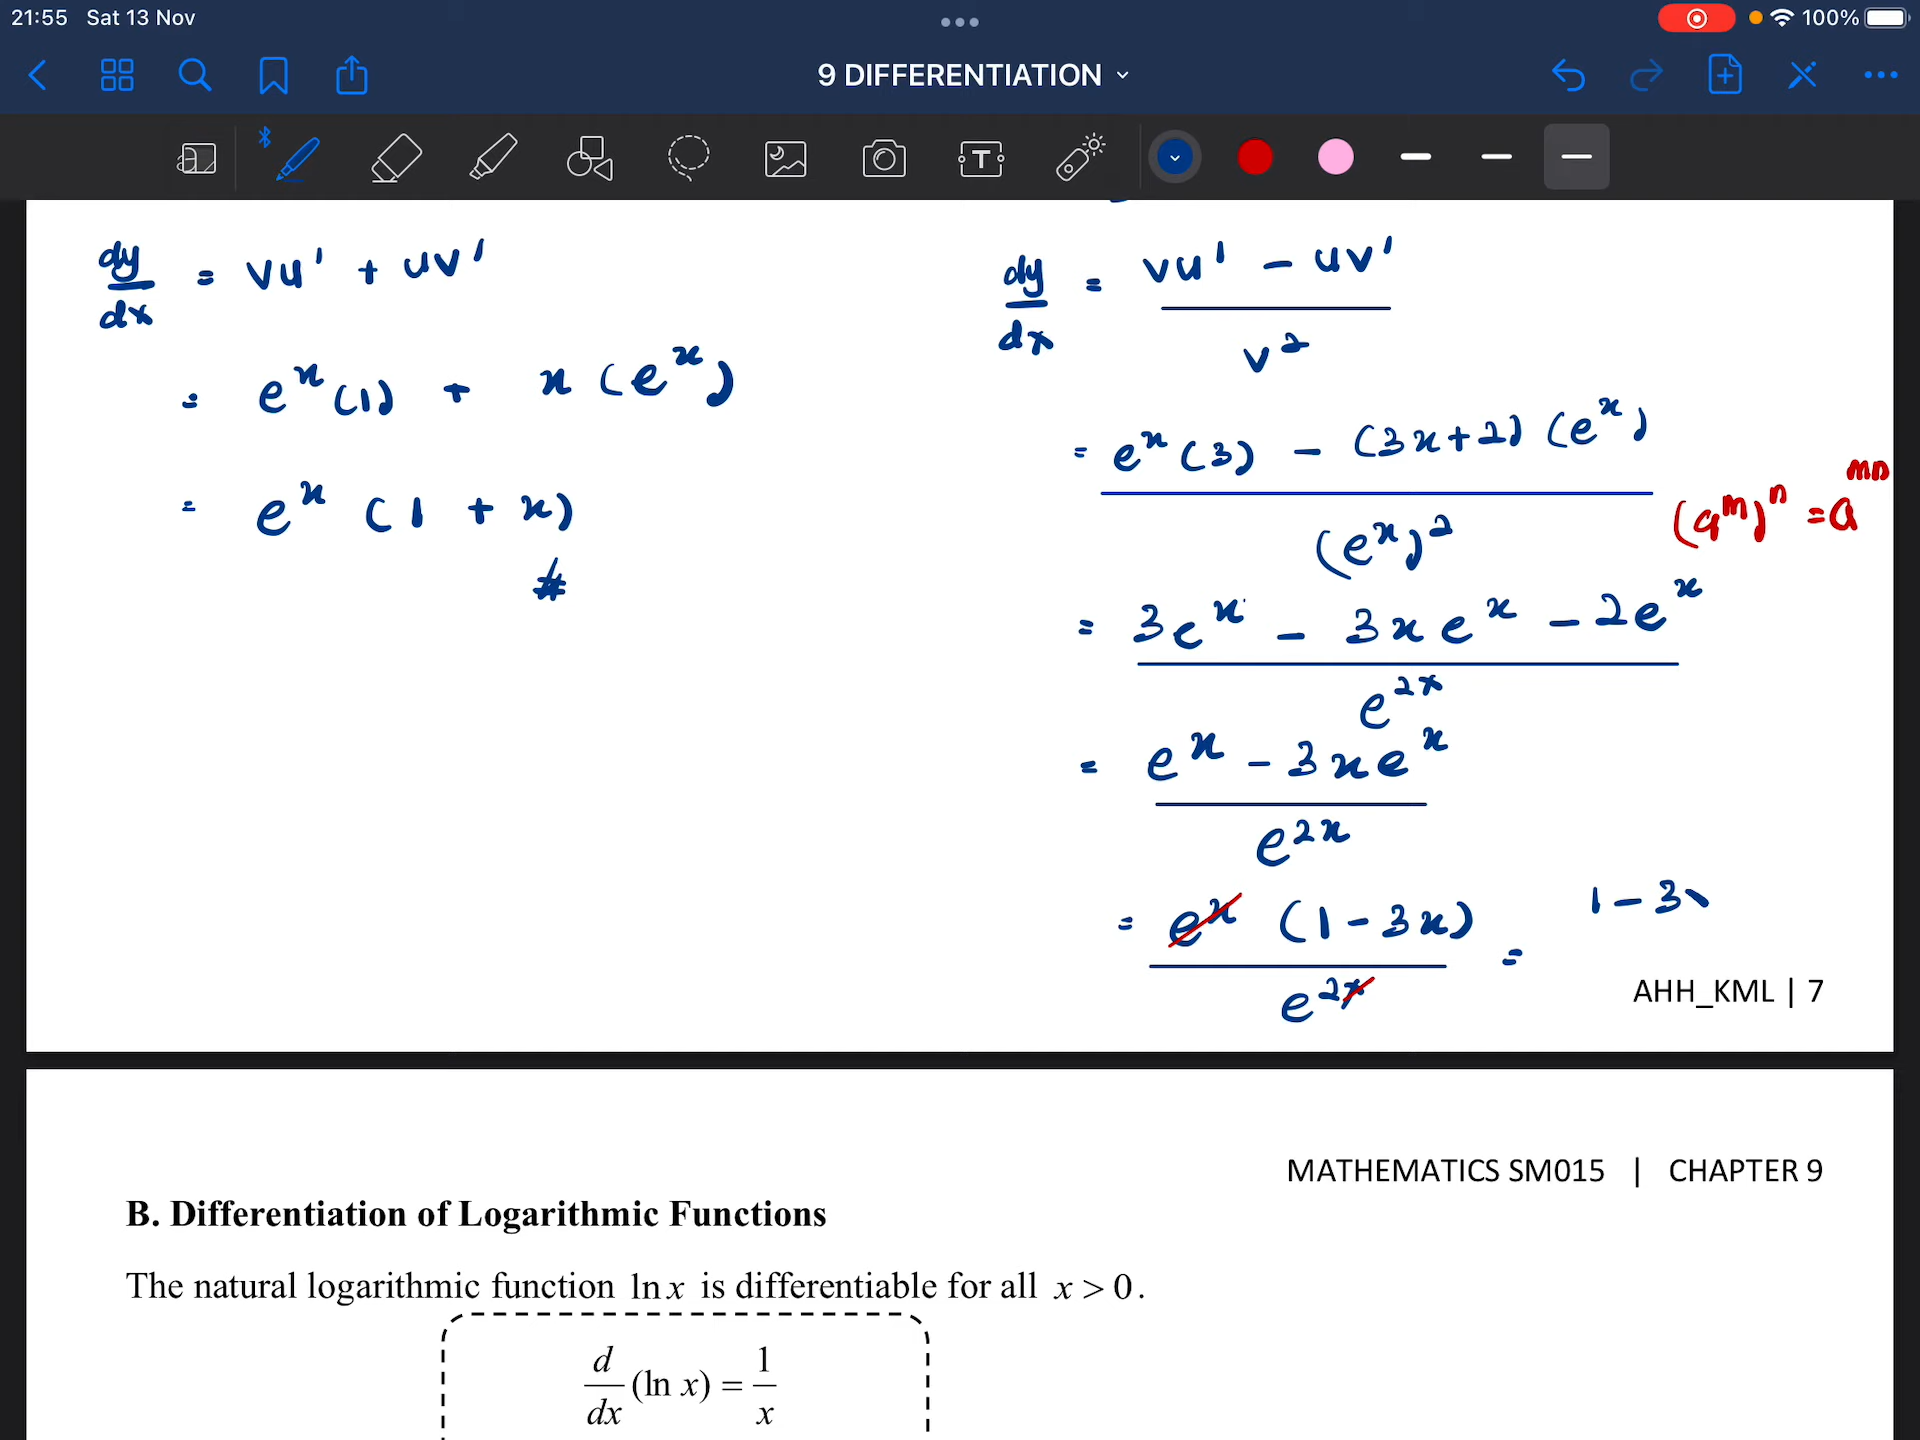 21:55 Sat 13 Nov
100%
9 DIFFERENTIATION
dy/dx = vu' + uv'
= e^x (1) + x (e^x)
= e^x (1 + x)
#
dy/dx = (vu' - uv') / v^2
= (e^x (3) - (3x+2) (e^x)) / (e^x)^2
(a^m)^n = a^mn
= (3e^x - 3xe^x - 2e^x) / e^2x
= (e^x - 3xe^x) / e^2x
= e^x (1 - 3x) / e^2x = 1 - 3
AHH_KML | 7
MATHEMATICS SM015 | CHAPTER 9
B. Differentiation of Logarithmic Functions
The natural logarithmic function ln x is differentiable for all x > 0.
d/dx (ln x) = 1/x